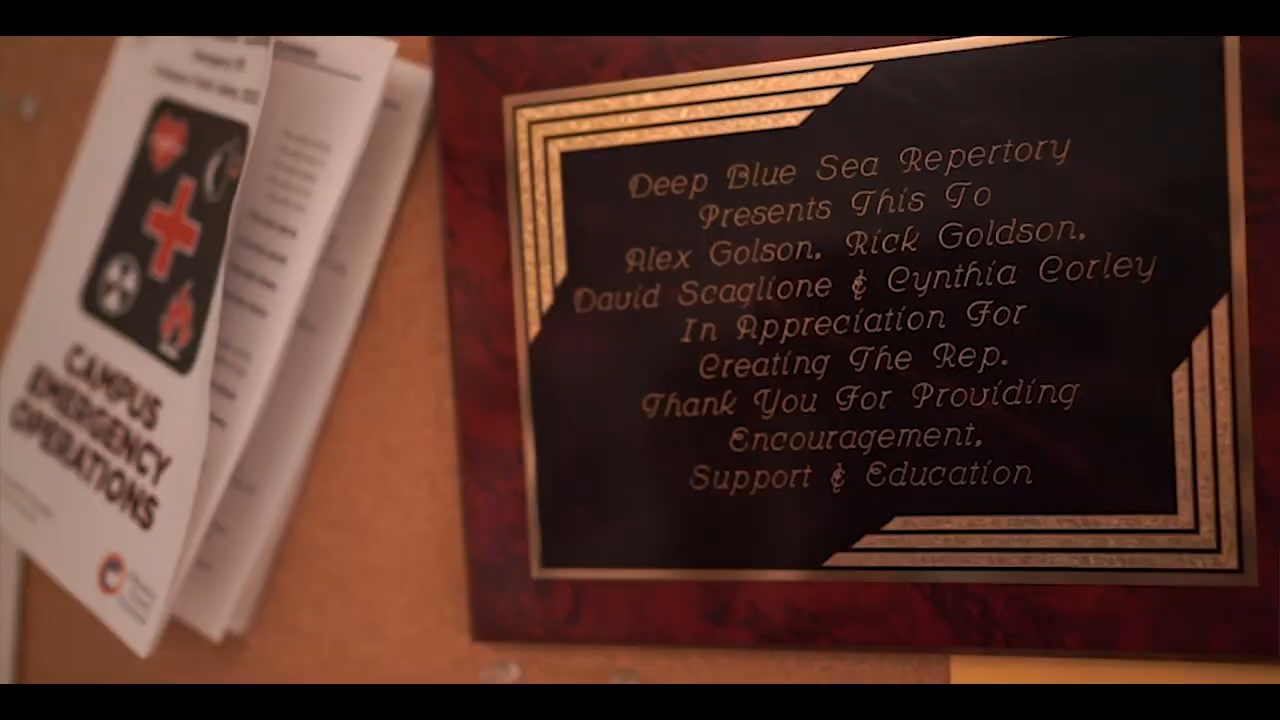 CAMPUS
EMERGENCY
OPERATIONS
Deep Blue Sea Repertory
Presents This To
Alex Golson, Rick Goldson,
David Scaglione & Cynthia Corley
In Appreciation For
Creating The Rep.
Thank You For Providing
Encouragement,
Support & Education